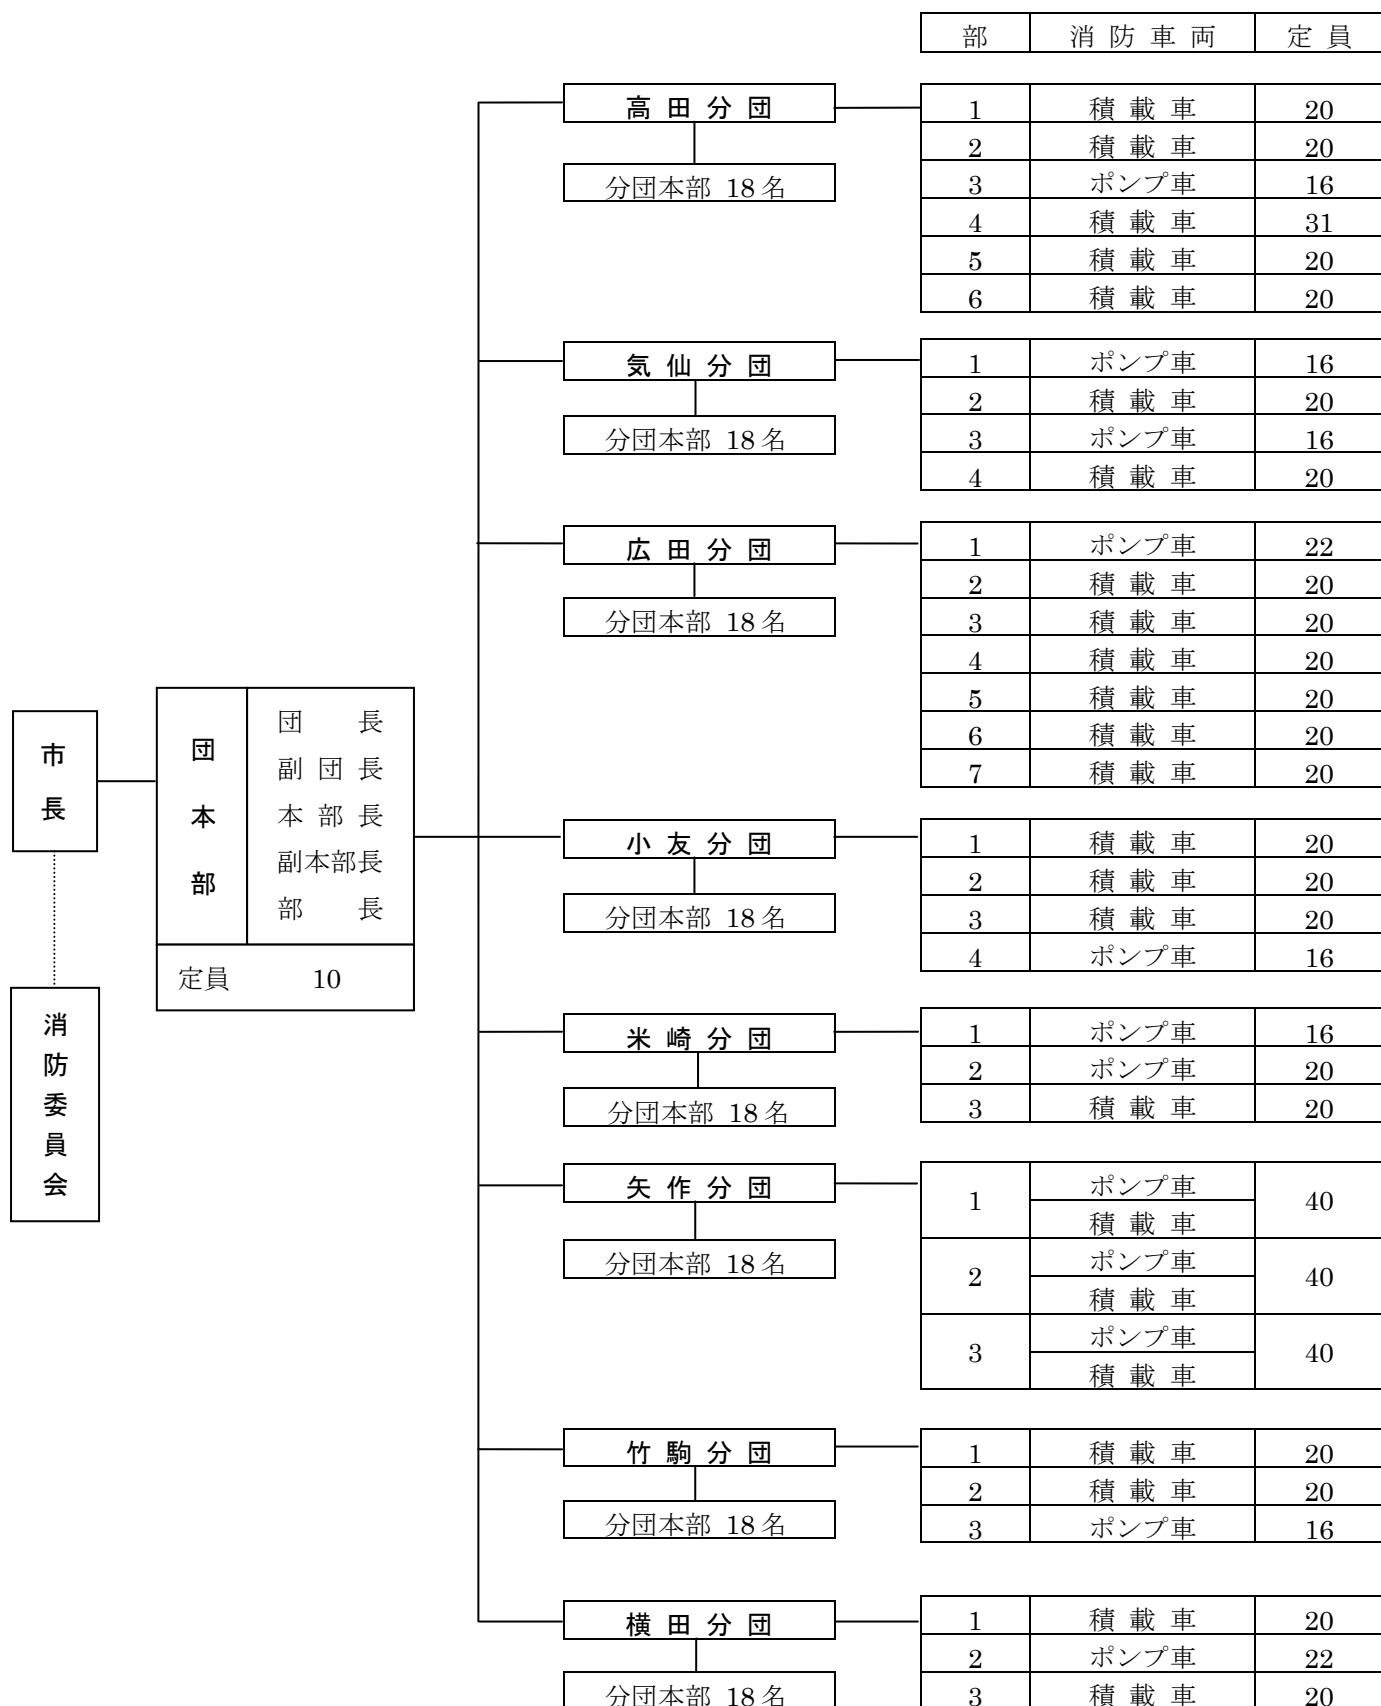 部 消防車両 定員
高田分団
分団本部 18名
1 積載車 20
2 積載車 20
3 ポンプ車 16
4 積載車 31
5 積載車 20
6 積載車 20
気仙分団
分団本部 18名
1 ポンプ車 16
2 積載車 20
3 ポンプ車 16
4 積載車 20
広田分団
分団本部 18名
1 ポンプ車 22
2 積載車 20
3 積載車 20
4 積載車 20
5 積載車 20
6 積載車 20
7 積載車 20
市長
消防委員会
団本部
団長
副団長
本部長
副本部長
部長
定員 10
小友分団
分団本部 18名
1 積載車 20
2 積載車 20
3 積載車 20
4 ポンプ車 16
米崎分団
分団本部 18名
1 ポンプ車 16
2 ポンプ車 20
3 積載車 20
矢作分団
分団本部 18名
1 ポンプ車 40
積載車
2 ポンプ車 40
積載車
3 ポンプ車 40
積載車
竹駒分団
分団本部 18名
1 積載車 20
2 積載車 20
3 ポンプ車 16
横田分団
分団本部 18名
1 積載車 20
2 ポンプ車 22
3 積載車 20